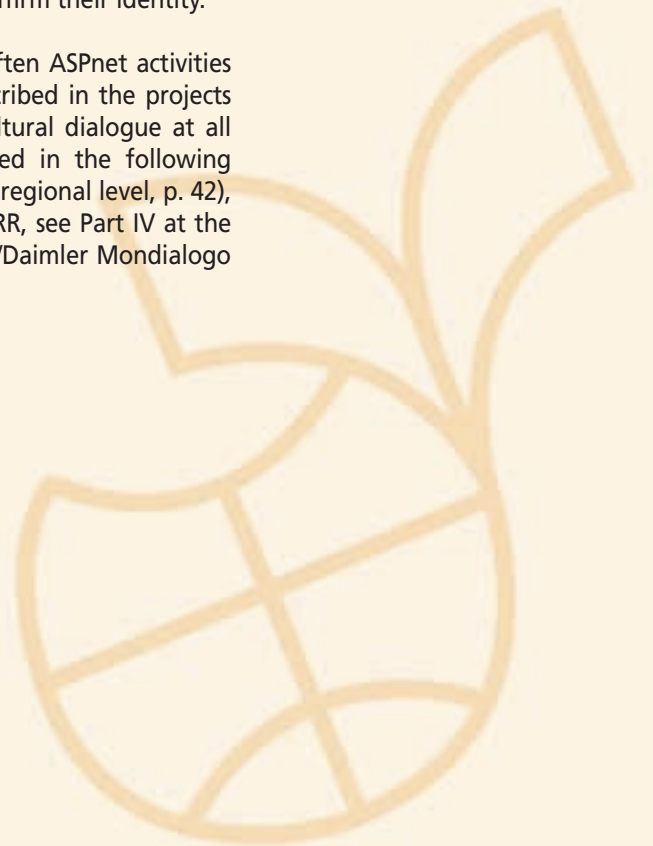 firm their identity.
ften ASPnet activities
cribed in the projects
ltural dialogue at all
ed in the following
regional level, p. 42),
RR, see Part IV at the
/Daimler Mondialogo